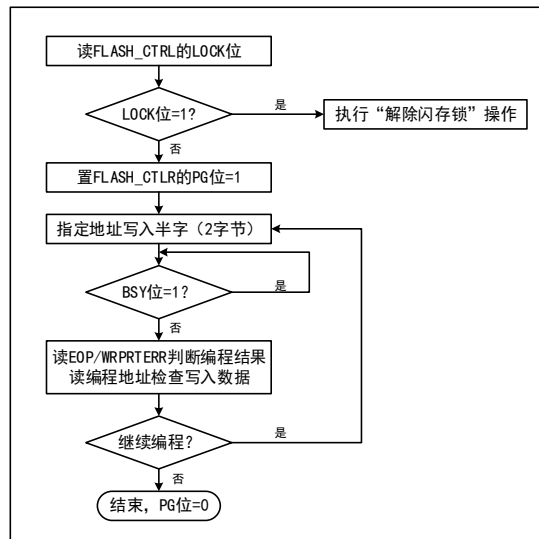 读FLASH_CTRL的LOCK位
LOCK位=1?
是
执行“解除闪存锁”操作
否
置FLASH_CTLR的PG位=1
指定地址写入半字（2字节）
BSY位=1?
是
否
读EOP/WRPRTERR判断编程结果
读编程地址检查写入数据
继续编程?
是
否
结束，PG位=0